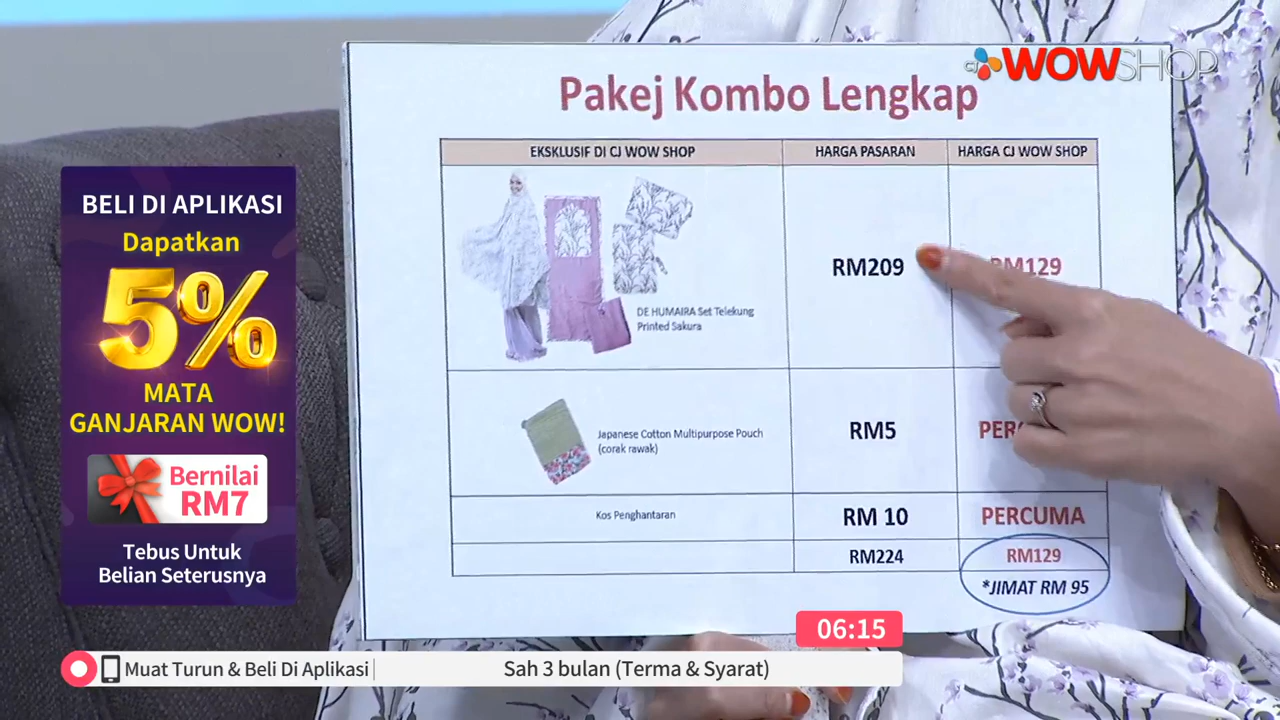 CJ WOWSHOP
Pakej Kombo Lengkap
EKSKLUSIF DI CJ WOW SHOP
HARGA PASARAN
HARGA CJ WOW SHOP
DE HUMAIRA Set Telekung
Printed Sakura
RM209
RM129
Japanese Cotton Multipurpose Pouch
(corak rawak)
RM5
Kos Penghantaran
RM 10
PERCUMA
RM224
RM129
*JIMAT RM 95
BELI DI APLIKASI
Dapatkan
5%
MATA
GANJARAN WOW!
Bernilai
RM7
Tebus Untuk
Belian Seterusnya
06:15
Muat Turun & Beli Di Aplikasi
Sah 3 bulan (Terma & Syarat)